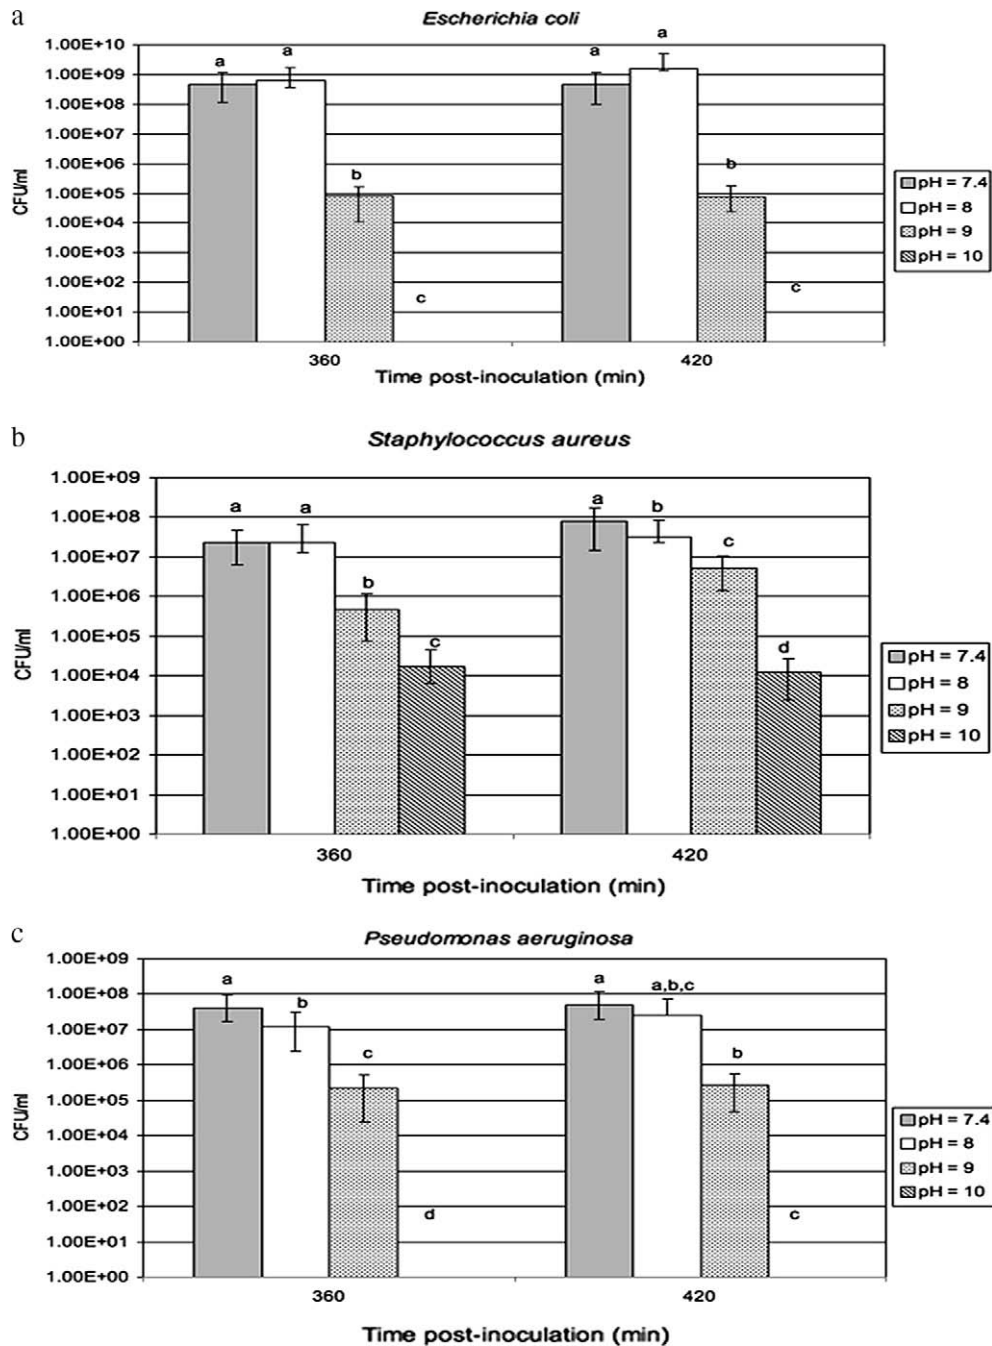 a
Escherichia coli
1.00E+10
1.00E+09
1.00E+08
1.00E+07
1.00E+06
1.00E+05
1.00E+04
1.00E+03
1.00E+02
1.00E+01
1.00E+00
CFU/ml
a
a
b
c
a
a
b
c
360
420
Time post-inoculation (min)
pH = 7.4
pH = 8
pH = 9
pH = 10
b
Staphylococcus aureus
1.00E+09
1.00E+08
1.00E+07
1.00E+06
1.00E+05
1.00E+04
1.00E+03
1.00E+02
1.00E+01
1.00E+00
CFU/ml
a
a
b
c
a
b
c
d
360
420
Time post-inoculation (min)
pH = 7.4
pH = 8
pH = 9
pH = 10
c
Pseudomonas aeruginosa
1.00E+09
1.00E+08
1.00E+07
1.00E+06
1.00E+05
1.00E+04
1.00E+03
1.00E+02
1.00E+01
1.00E+00
CFU/ml
a
b
c
d
a
a,b,c
b
c
360
420
Time post-inoculation (min)
pH = 7.4
pH = 8
pH = 9
pH = 10